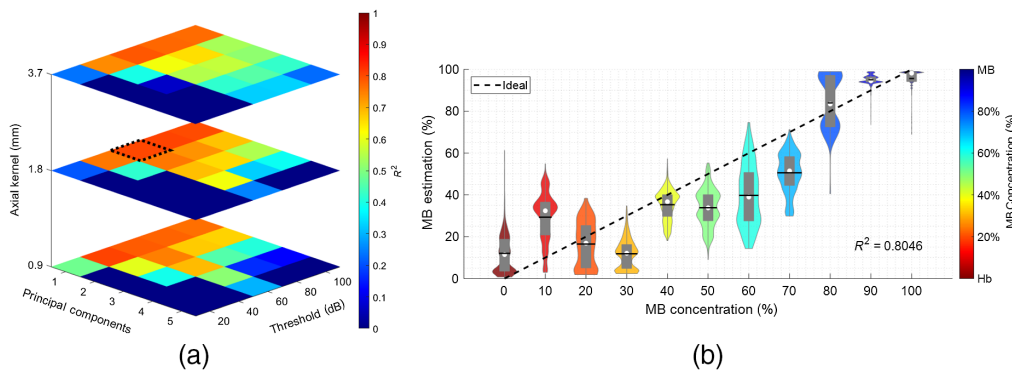 1
0.9
0.8
0.7
0.6
0.5
0.4
0.3
0.2
0.1
0
R²
3.7
1.8
0.9
Axial kernel (mm)
1
2
3
4
5
Principal components
20
40
60
80
100
Threshold (dB)
(a)
100
80
60
40
20
0
MB estimation (%)
Ideal
R² = 0.8046
0 10 20 30 40 50 60 70 80 90 100
MB concentration (%)
MB
80%
60%
40%
20%
Hb
MB Concentration (%)
(b)